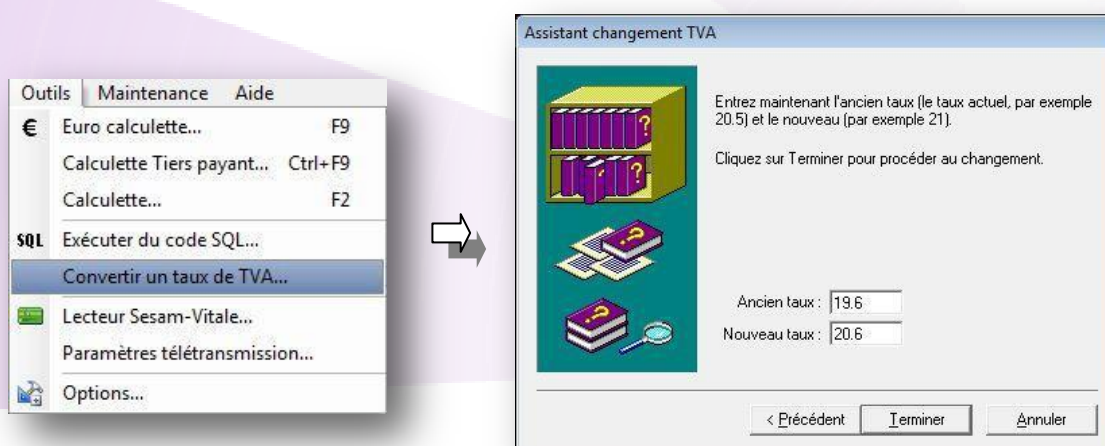 Outils Maintenance Aide
€ Euro calculette... F9
Calculette Tiers payant... Ctrl+F9
Calculette... F2
SQL Exécuter du code SQL...
Convertir un taux de TVA...
Lecteur Sesam-Vitale...
Paramètres télétransmission...
Options...
Assistant changement TVA
Entrez maintenant l'ancien taux (le taux actuel, par exemple
20.5) et le nouveau (par exemple 21).
Cliquez sur Terminer pour procéder au changement.
Ancien taux : 19.6
Nouveau taux : 20.6
< Précédent Terminer Annuler